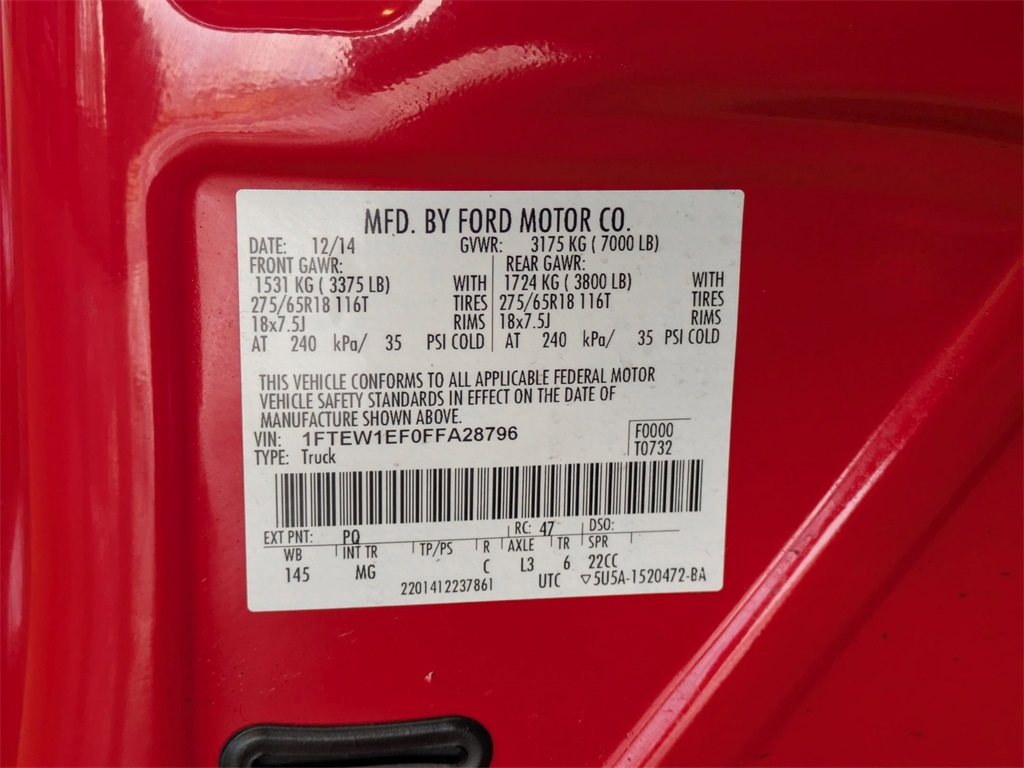 MFD. BY FORD MOTOR CO.
DATE: 12/14 GVWR: 3175 KG ( 7000 LB)
FRONT GAWR: REAR GAWR:
1531 KG ( 3375 LB) WITH 1724 KG ( 3800 LB) WITH
275/65R18 116T TIRES 275/65R18 116T TIRES
18x7.5J RIMS 18x7.5J RIMS
AT 240 kPa/ 35 PSI COLD AT 240 kPa/ 35 PSI COLD
THIS VEHICLE CONFORMS TO ALL APPLICABLE FEDERAL MOTOR
VEHICLE SAFETY STANDARDS IN EFFECT ON THE DATE OF
MANUFACTURE SHOWN ABOVE.
VIN: 1FTEW1EF0FFA28796 F0000
TYPE: Truck T0732
EXT PNT: PQ RC: 47 DSO:
WB INT TR TP/PS R AXLE TR SPR
145 MG C L3 6 22CC
2201412237861 UTC ▽5U5A-1520472-BA